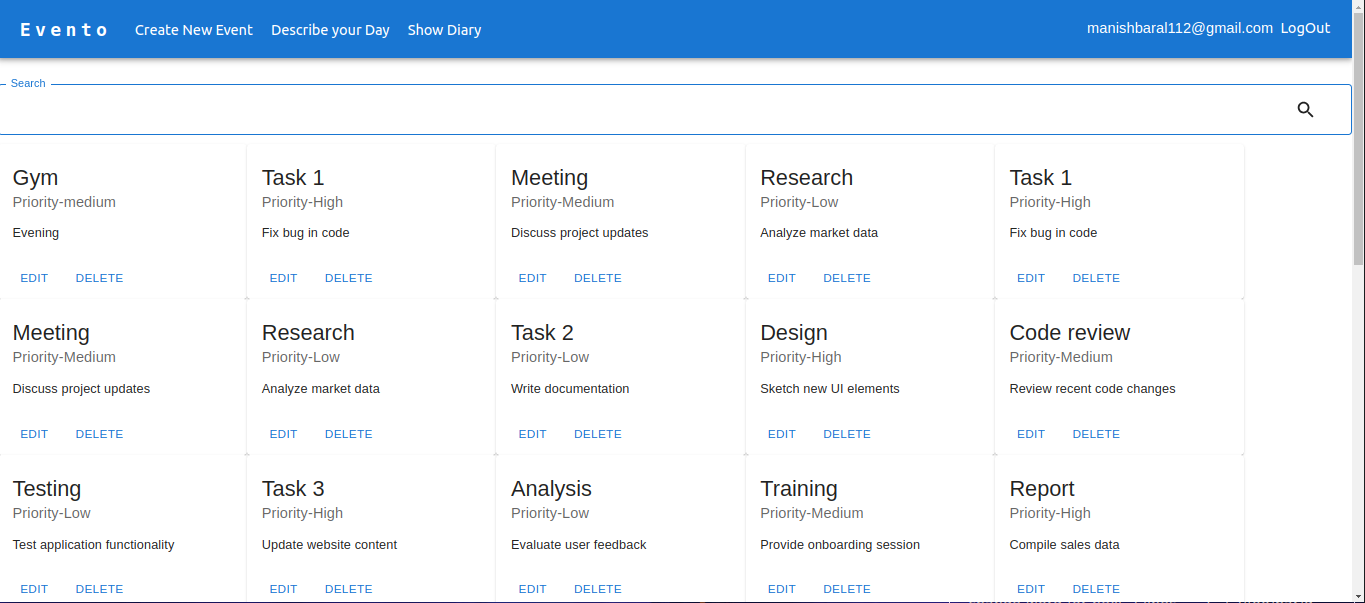 Evento Create New Event Describe your Day Show Diary manishbaral112@gmail.com LogOut
Search
Gym Task 1 Meeting Research Task 1
Priority-medium Priority-High Priority-Medium Priority-Low Priority-High
Evening Fix bug in code Discuss project updates Analyze market data Fix bug in code
EDIT DELETE EDIT DELETE EDIT DELETE EDIT DELETE EDIT DELETE
Meeting Research Task 2 Design Code review
Priority-Medium Priority-Low Priority-Low Priority-High Priority-Medium
Discuss project updates Analyze market data Write documentation Sketch new UI elements Review recent code changes
EDIT DELETE EDIT DELETE EDIT DELETE EDIT DELETE EDIT DELETE
Testing Task 3 Analysis Training Report
Priority-Low Priority-High Priority-Low Priority-Medium Priority-High
Test application functionality Update website content Evaluate user feedback Provide onboarding session Compile sales data
EDIT DELETE EDIT DELETE EDIT DELETE EDIT DELETE EDIT DELETE